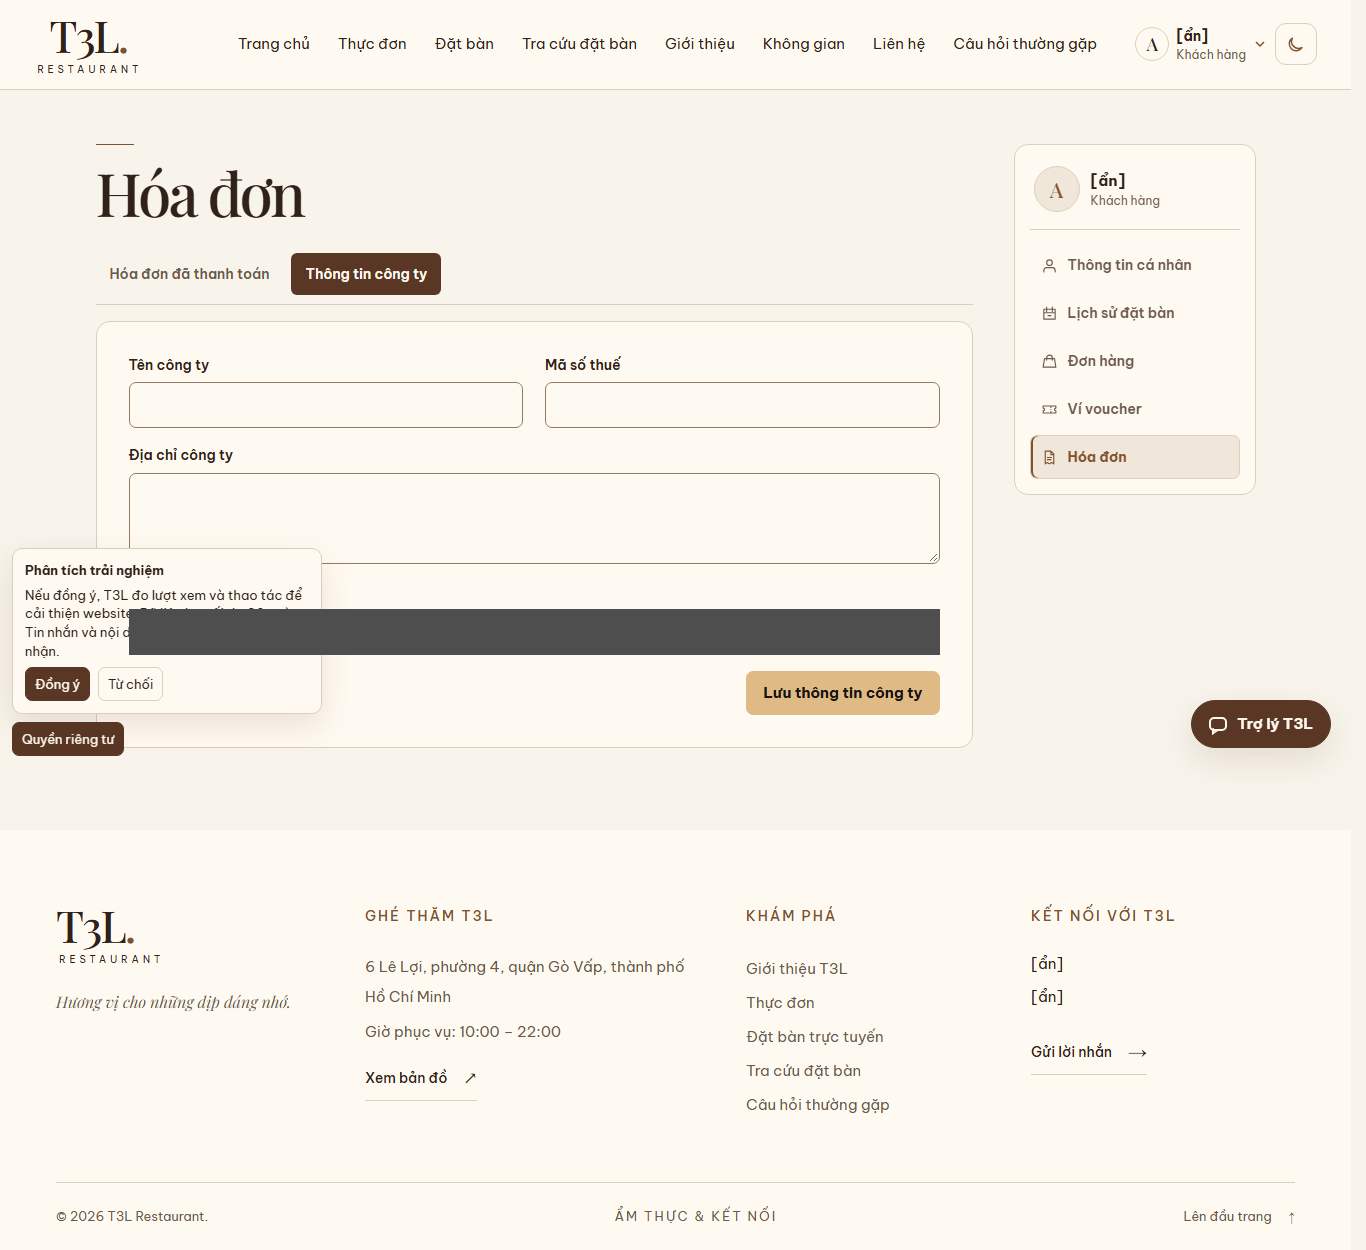 T3L.
RESTAURANT
Trang chủ
Thực đơn
Đặt bàn
Tra cứu đặt bàn
Giới thiệu
Không gian
Liên hệ
Câu hỏi thường gặp
A
[ẩn]
Khách hàng
Hóa đơn
Hóa đơn đã thanh toán
Thông tin công ty
Tên công ty
Mã số thuế
Địa chỉ công ty
Lưu thông tin công ty
A
[ẩn]
Khách hàng
Thông tin cá nhân
Lịch sử đặt bàn
Đơn hàng
Ví voucher
Hóa đơn
Phân tích trải nghiệm
Nếu đồng ý, T3L đo lượt xem và thao tác để
cải thiện website
Tin nhắn và nội
nhận.
Đồng ý
Từ chối
Quyền riêng tư
Trợ lý T3L
T3L.
RESTAURANT
Hương vị cho những dịp đáng nhớ.
GHÉ THĂM T3L
6 Lê Lợi, phường 4, quận Gò Vấp, thành phố
Hồ Chí Minh
Giờ phục vụ: 10:00 – 22:00
Xem bản đồ ↗
KHÁM PHÁ
Giới thiệu T3L
Thực đơn
Đặt bàn trực tuyến
Tra cứu đặt bàn
Câu hỏi thường gặp
KẾT NỐI VỚI T3L
[ẩn]
[ẩn]
Gửi lời nhắn →
© 2026 T3L Restaurant.
ẨM THỰC & KẾT NỐI
Lên đầu trang ↑